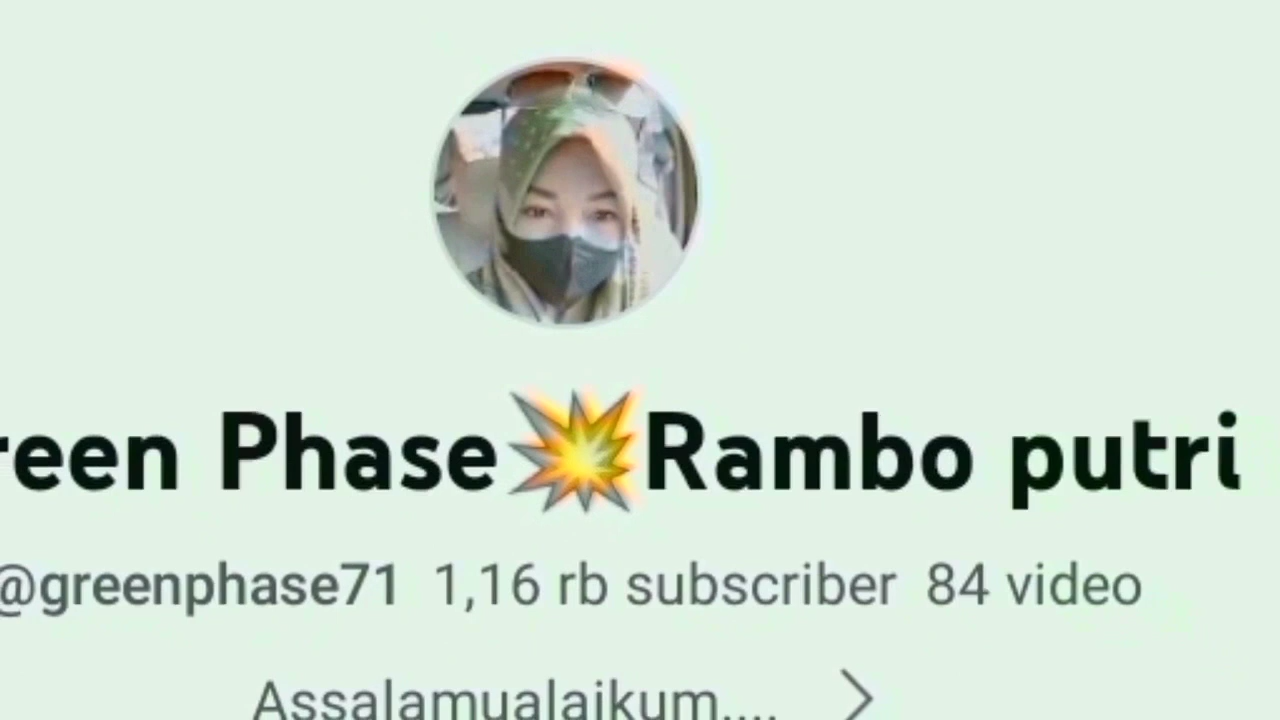 reen Phase💥Rambo putri
@greenphase71 1,16 rb subscriber 84 video
Assalamualaikum....